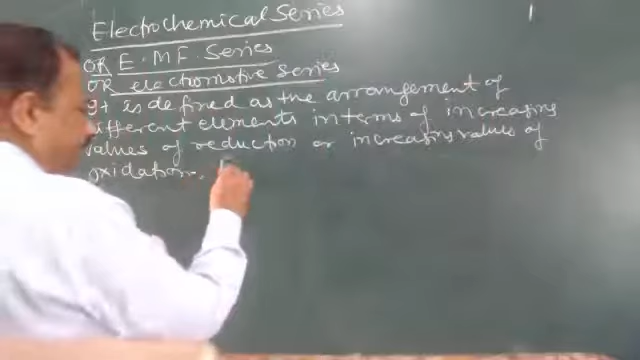 Electrochemical Series
OR E.MF. Series
OR electromotive series
It is defined as the arrangement of
different elements in terms of increasing
values of reduction or increasing values of
oxidation.